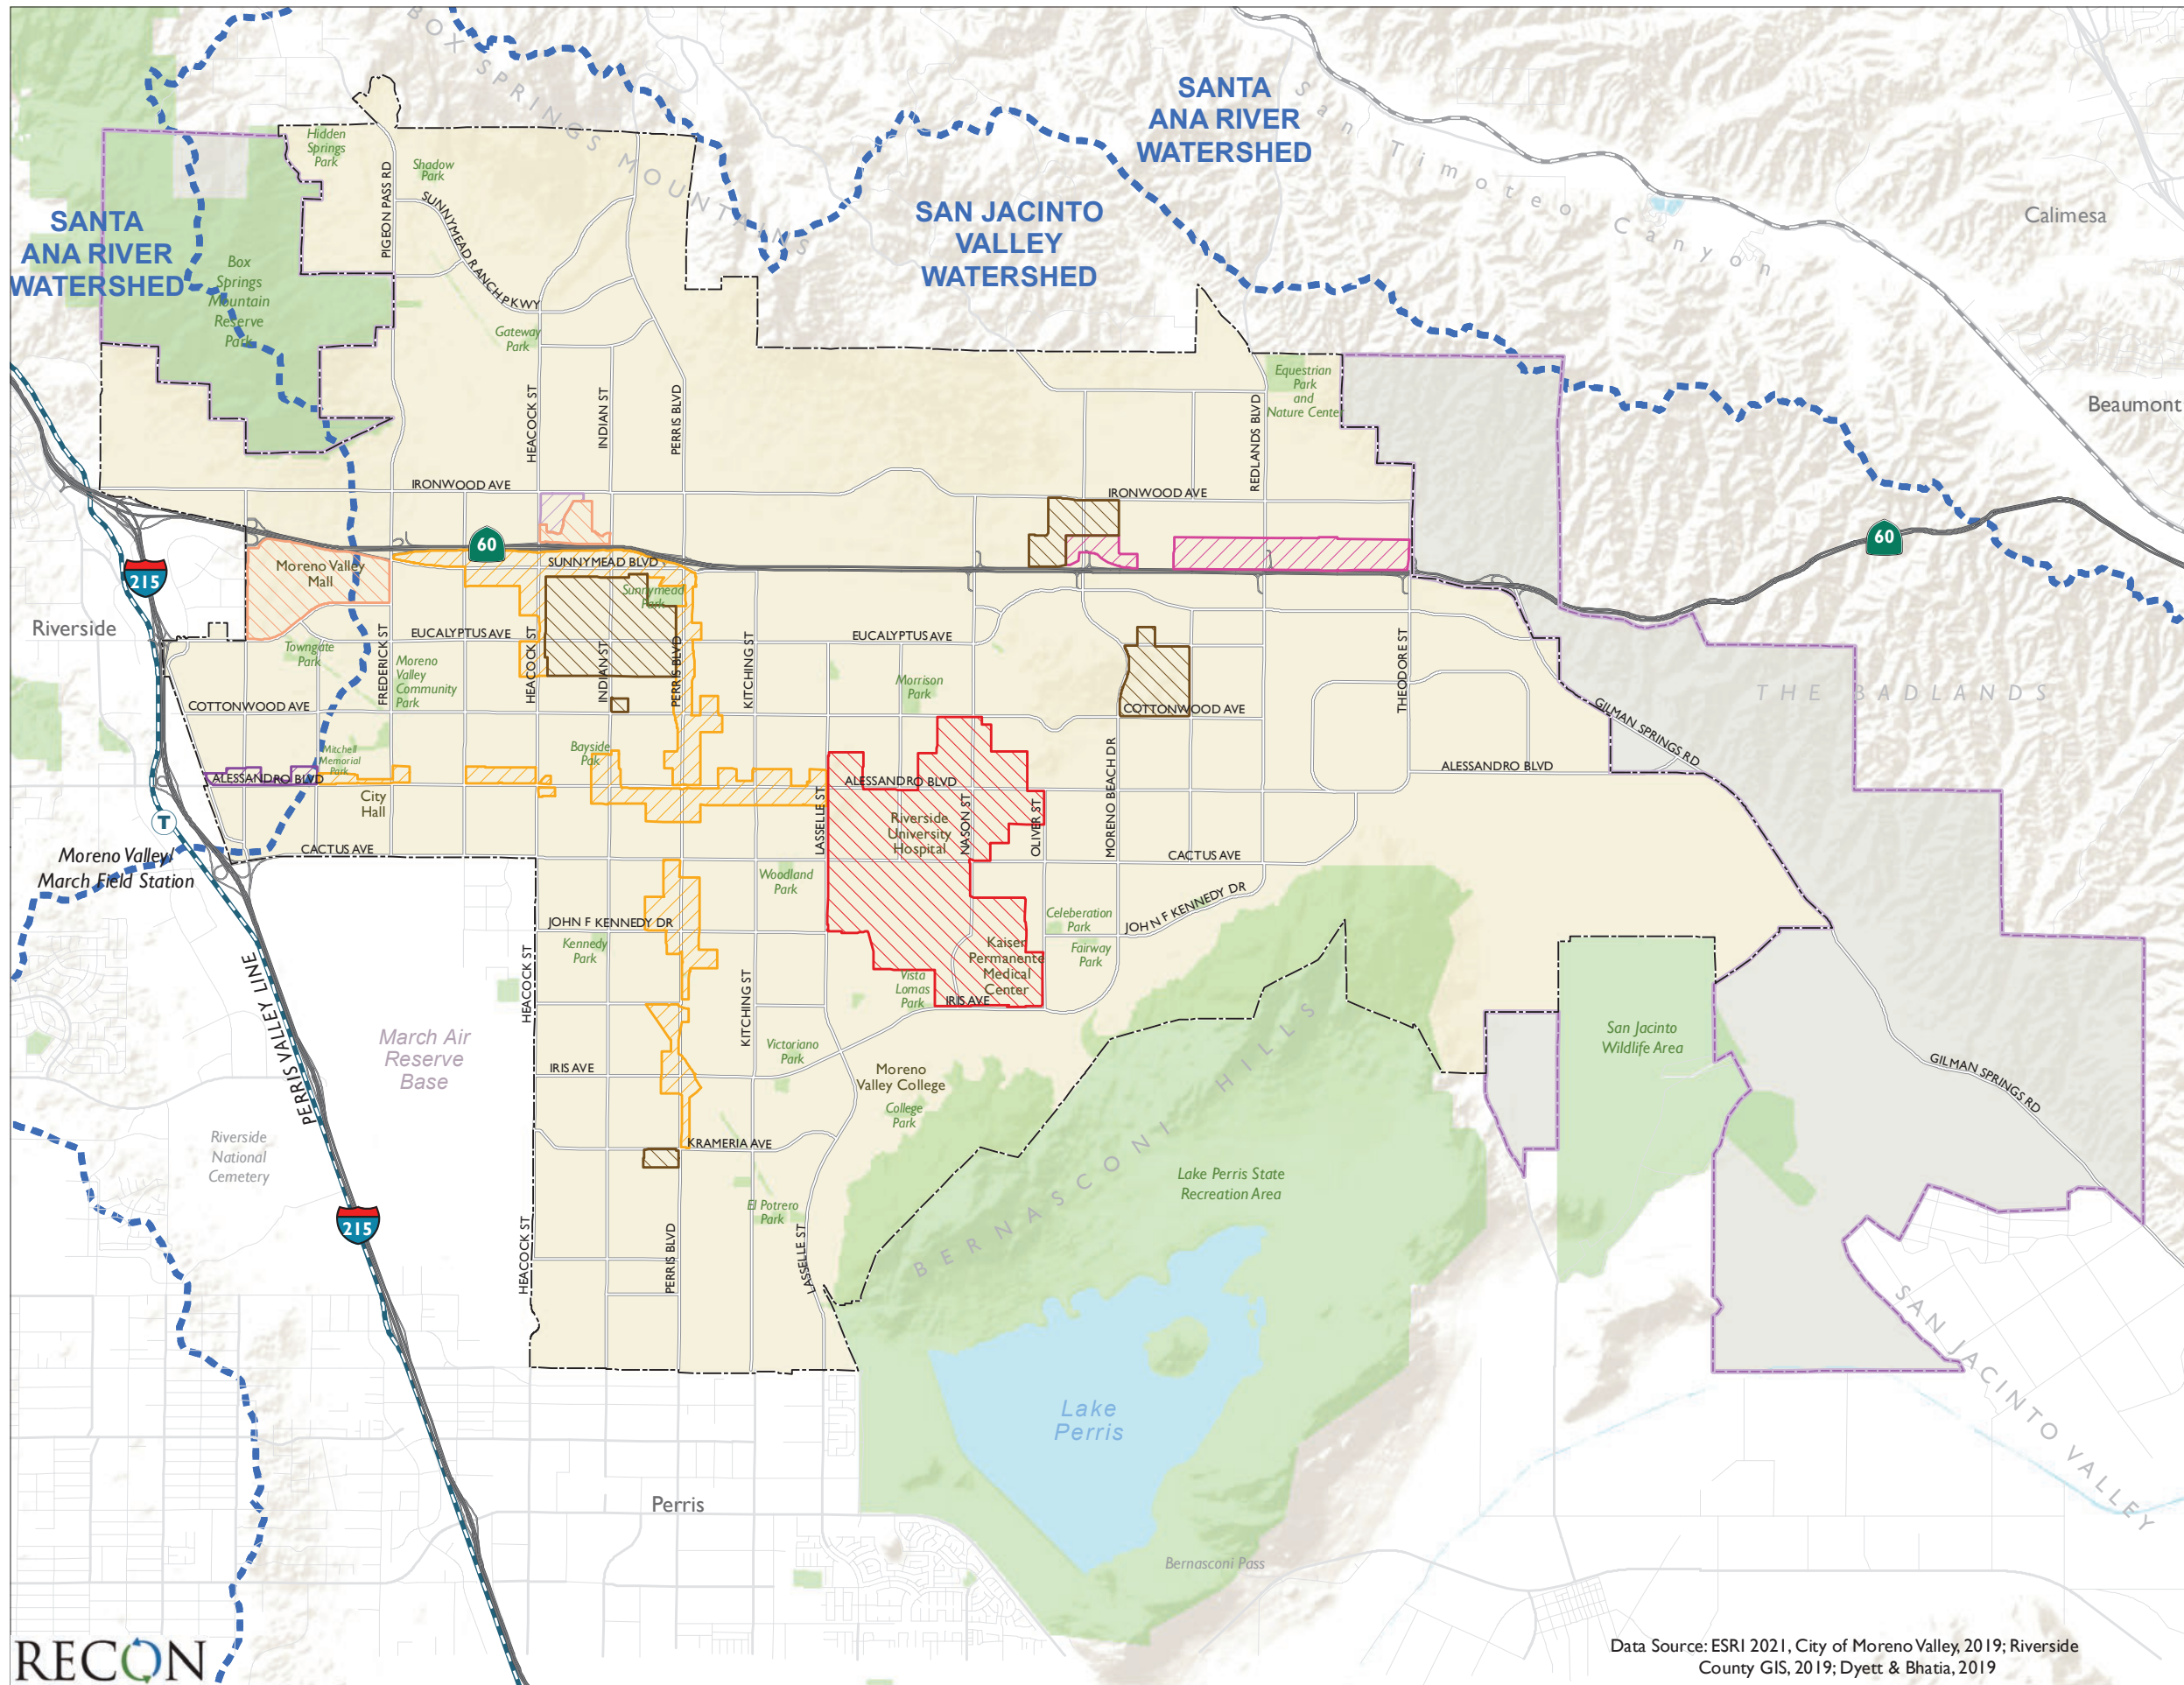 BOX SPRINGS MOUNTAINS
SANTA
ANA RIVER
WATERSHED
San Timoteo Canyon
Calimesa
Hidden
Springs
Park
Shadow
Park
PIGEON PASS RD
SUNNYMEAD RANCH PKWY
SANTA
ANA RIVER
WATERSHED
SAN JACINTO
VALLEY
WATERSHED
Box
Springs
Mountain
Reserve
Park
Gateway
Park
Equestrian
Park
and
Nature Center
Beaumont
HEACOCK ST
INDIAN ST
PERRIS BLVD
REDLANDS BLVD
IRONWOOD AVE
IRONWOOD AVE
60
60
215
Moreno Valley
Mall
SUNNYMEAD BLVD
Sunnymead
Park
Riverside
EUCALYPTUS AVE
EUCALYPTUS AVE
Towngate
Park
FREDERICK ST
Moreno
Valley
Community
Park
HEACOCK ST
INDIAN ST
PERRIS BLVD
KITCHING ST
Morrison
Park
THEODORE ST
THE BADLANDS
COTTONWOOD AVE
COTTONWOOD AVE
GILMAN SPRINGS RD
Mitchell
Memorial
Park
Bayside
Pak
ALESSANDRO BLVD
ALESSANDRO BLVD
ALESSANDRO BLVD
City
Hall
LASSELLE ST
Riverside
University
Hospital
NASON ST
OLIVER ST
MORENO BEACH DR
T
Moreno Valley/
March Field Station
CACTUS AVE
CACTUS AVE
Woodland
Park
JOHN F KENNEDY DR
JOHN F KENNEDY DR
Celeberation
Park
Fairway
Park
Kennedy
Park
Kaiser
Permanente
Medical
Center
Vista
Lomas
Park
IRIS AVE
HEACOCK ST
KITCHING ST
PERRIS VALLEY LINE
March Air
Reserve
Base
Victoriano
Park
IRIS AVE
Moreno
Valley College
College
Park
San Jacinto
Wildlife Area
GILMAN SPRINGS RD
BERNASCONI HILLS
Riverside
National
Cemetery
KRAMERIA AVE
Lake Perris State
Recreation Area
El Potrero
Park
215
HEACOCK ST
PERRIS BLVD
LASSELLE ST
SAN JACINTO VALLEY
Lake
Perris
Perris
Bernasconi Pass
RECON
Data Source: ESRI 2021, City of Moreno Valley, 2019; Riverside
County GIS, 2019; Dyett & Bhatia, 2019